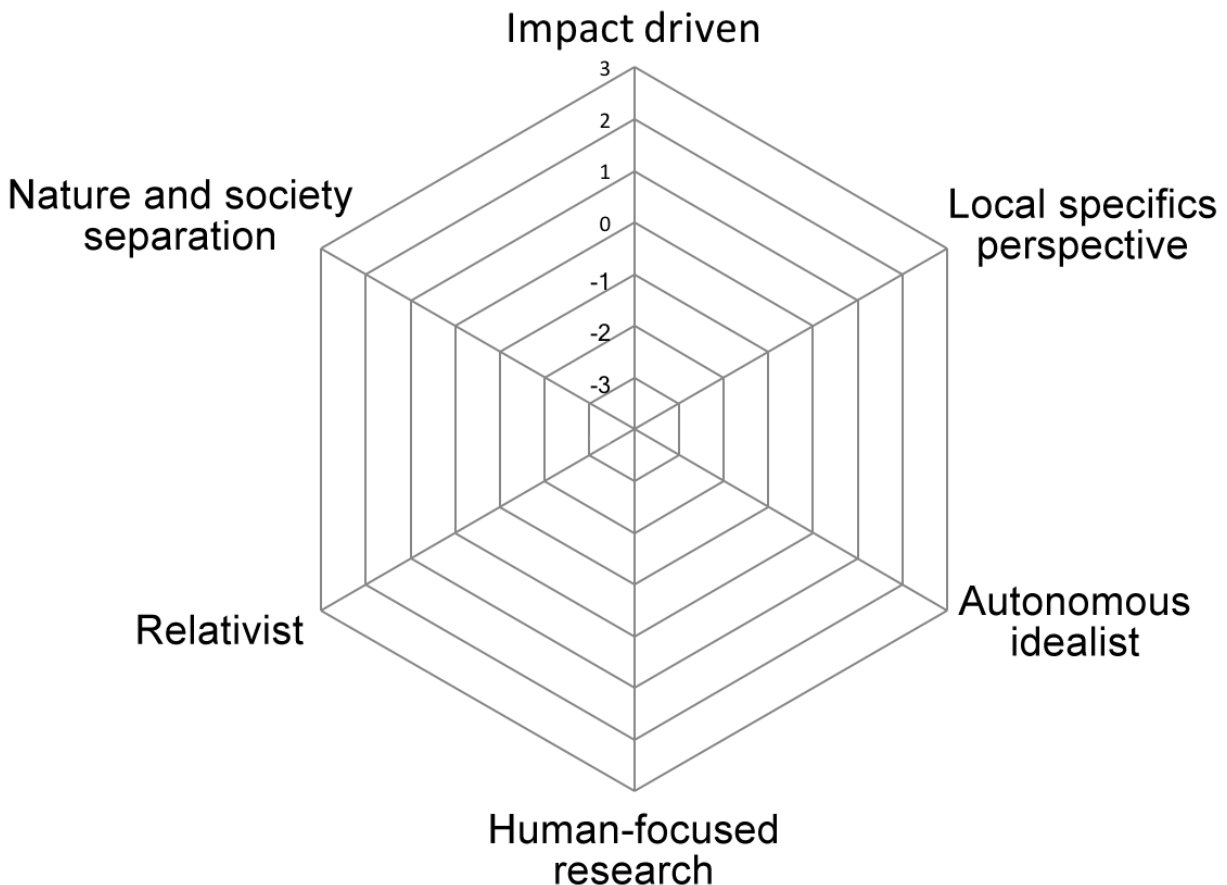 Impact driven
3
2
1
0
-1
-2
-3
Nature and society
separation
Local specifics
perspective
Relativist
Autonomous
idealist
Human-focused
research